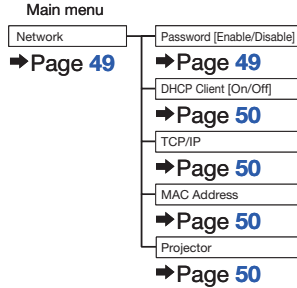 Main menu
Network
➡Page 49
Password [Enable/Disable]
➡Page 49
DHCP Client [On/Off]
➡Page 50
TCP/IP
➡Page 50
MAC Address
➡Page 50
Projector
➡Page 50